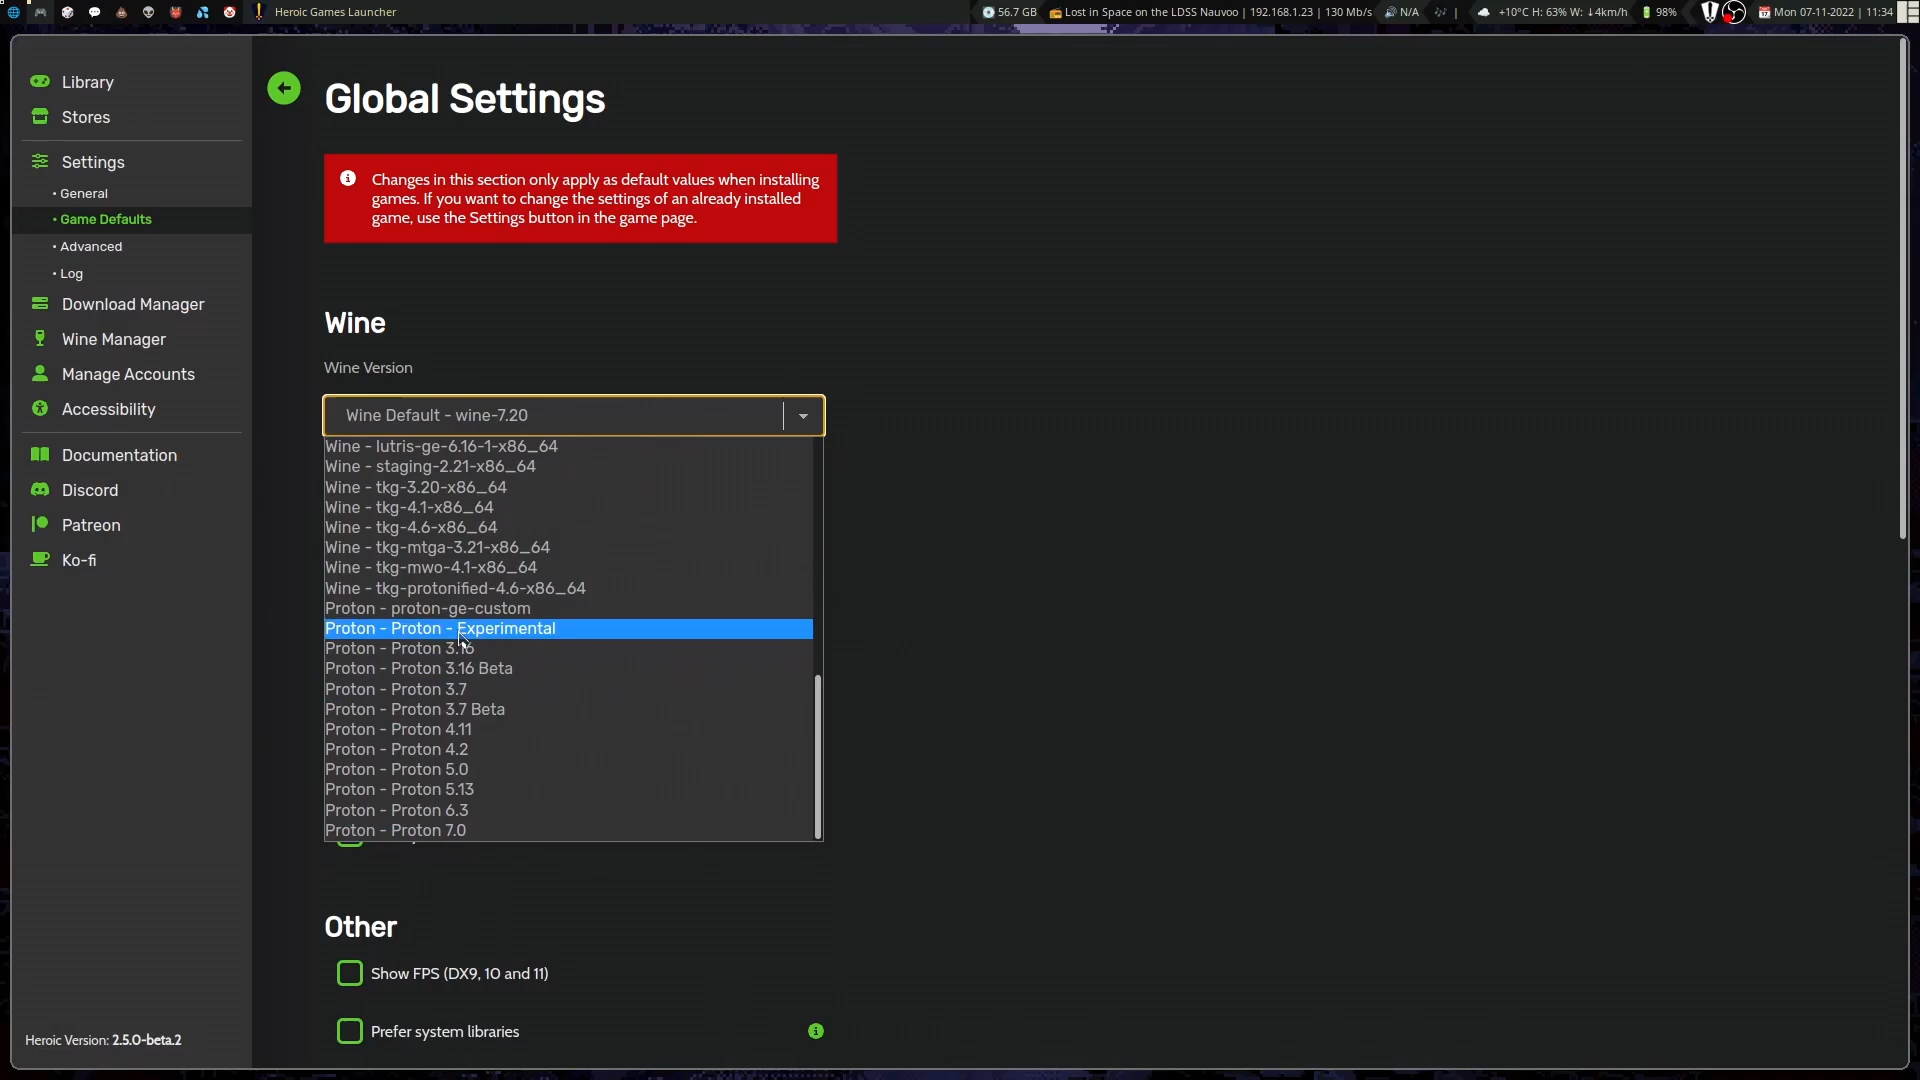 Heroic Games Launcher
56.7 GB
Lost in Space on the LDSS Nauvoo | 192.168.1.23 | 130 Mb/s
N/A
|
+10°C H: 63% W: ↓4km/h
98%
Mon 07-11-2022 | 11:34
Library
Stores
Settings
• General
• Game Defaults
• Advanced
• Log
Download Manager
Wine Manager
Manage Accounts
Accessibility
Documentation
Discord
Patreon
Ko-fi
Heroic Version: 2.5.0-beta.2
Global Settings
Changes in this section only apply as default values when installing
games. If you want to change the settings of an already installed
game, use the Settings button in the game page.
Wine
Wine Version
Wine Default - wine-7.20
Wine - lutris-ge-6.16-1-x86_64
Wine - staging-2.21-x86_64
Wine - tkg-3.20-x86_64
Wine - tkg-4.1-x86_64
Wine - tkg-4.6-x86_64
Wine - tkg-mtga-3.21-x86_64
Wine - tkg-mwo-4.1-x86_64
Wine - tkg-protonified-4.6-x86_64
Proton - proton-ge-custom
Proton - Proton - Experimental
Proton - Proton 3.16
Proton - Proton 3.16 Beta
Proton - Proton 3.7
Proton - Proton 3.7 Beta
Proton - Proton 4.11
Proton - Proton 4.2
Proton - Proton 5.0
Proton - Proton 5.13
Proton - Proton 6.3
Proton - Proton 7.0
Other
Show FPS (DX9, 10 and 11)
Prefer system libraries